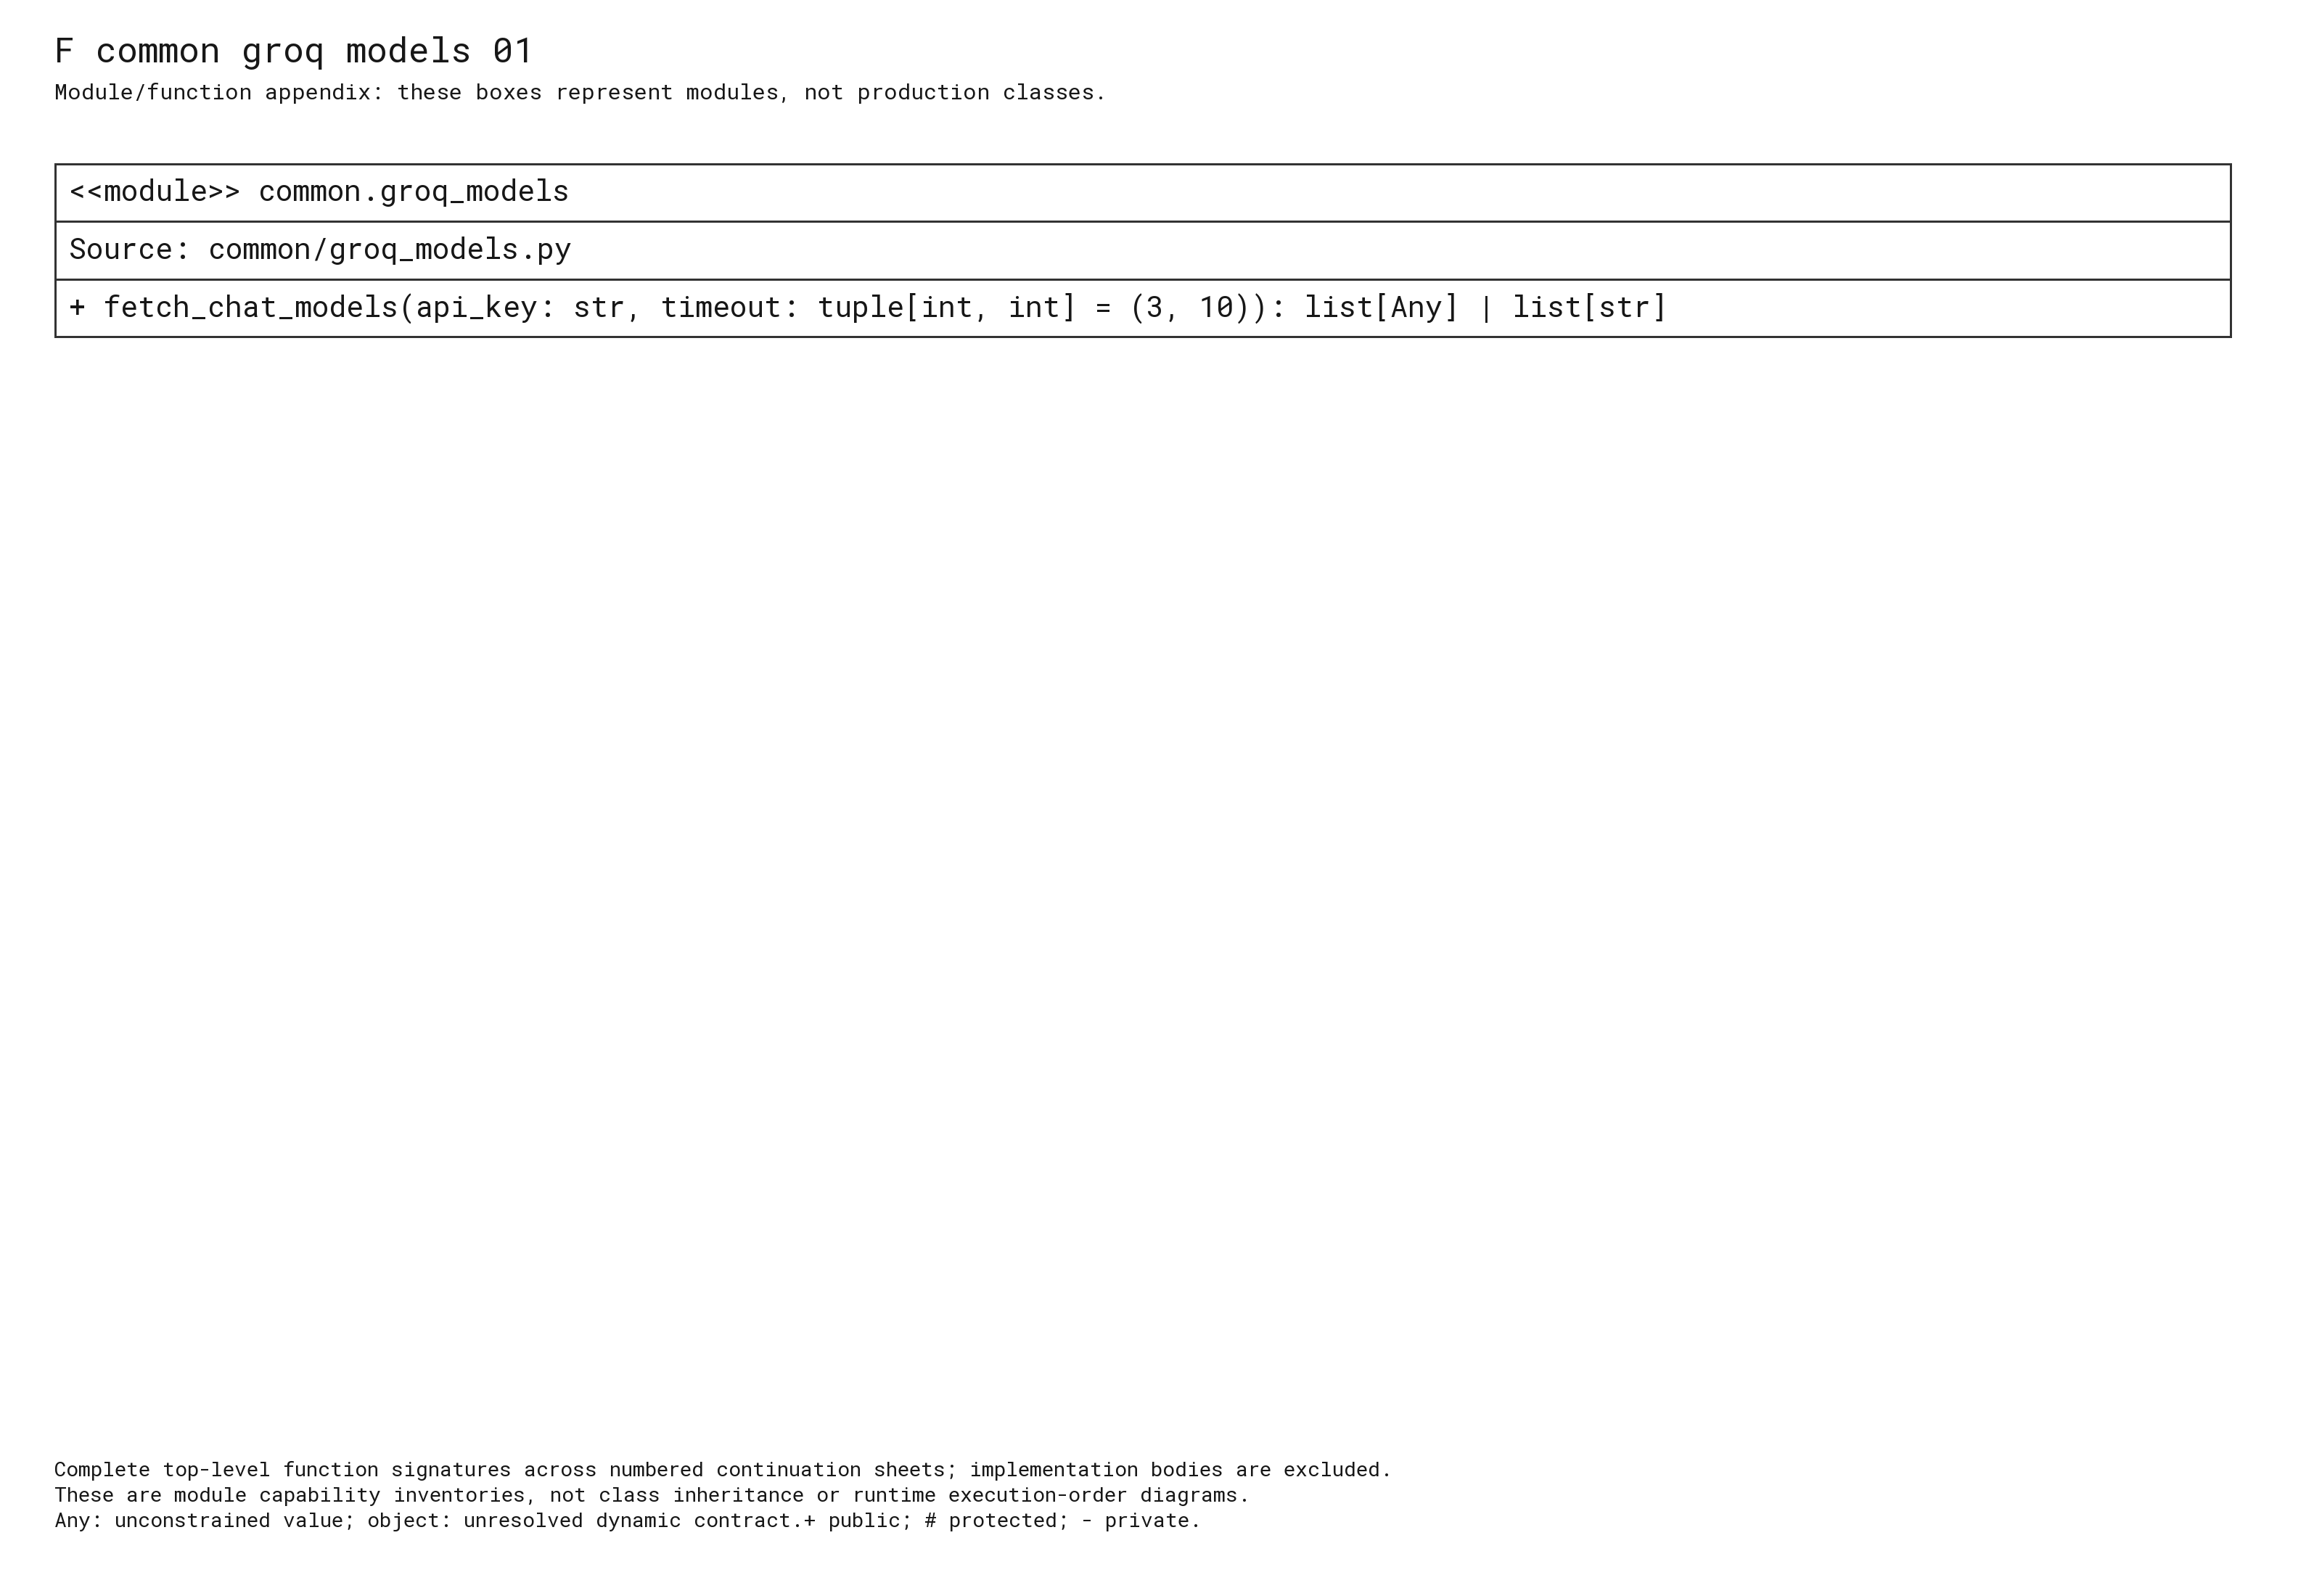 F common groq models 01
Module/function appendix: these boxes represent modules, not production classes.
<<module>> common.groq_models
Source: common/groq_models.py
+ fetch_chat_models(api_key: str, timeout: tuple[int, int] = (3, 10)): list[Any] | list[str]
Complete top-level function signatures across numbered continuation sheets; implementation bodies are excluded.
These are module capability inventories, not class inheritance or runtime execution-order diagrams.
Any: unconstrained value; object: unresolved dynamic contract.+ public; # protected; - private.